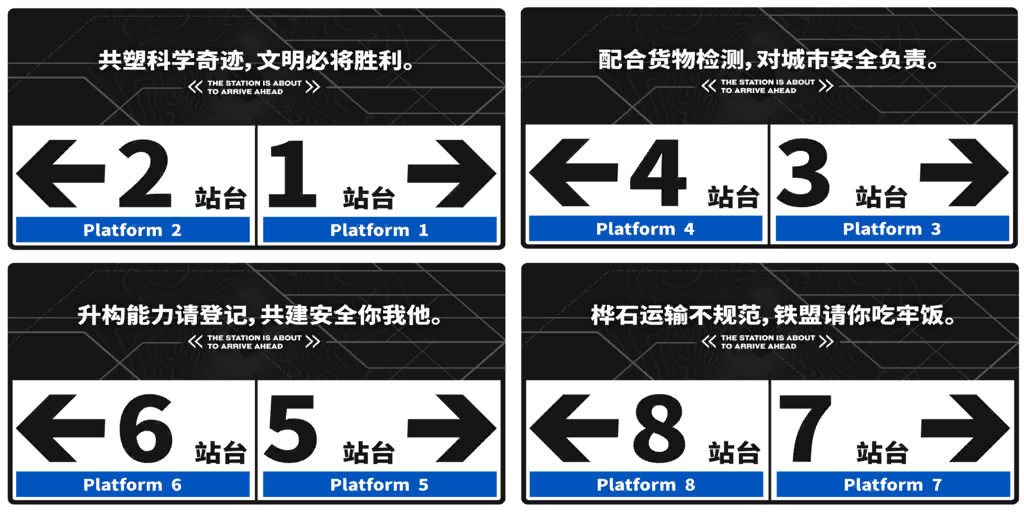 共塑科学奇迹,文明必将胜利。
THE STATION IS ABOUT
TO ARRIVE AHEAD
2 站台
1 站台
Platform 2
Platform 1
配合货物检测,对城市安全负责。
THE STATION IS ABOUT
TO ARRIVE AHEAD
4 站台
3 站台
Platform 4
Platform 3
升构能力请登记,共建安全你我他。
THE STATION IS ABOUT
TO ARRIVE AHEAD
6 站台
5 站台
Platform 6
Platform 5
桦石运输不规范,铁盟请你吃牢饭。
THE STATION IS ABOUT
TO ARRIVE AHEAD
8 站台
7 站台
Platform 8
Platform 7